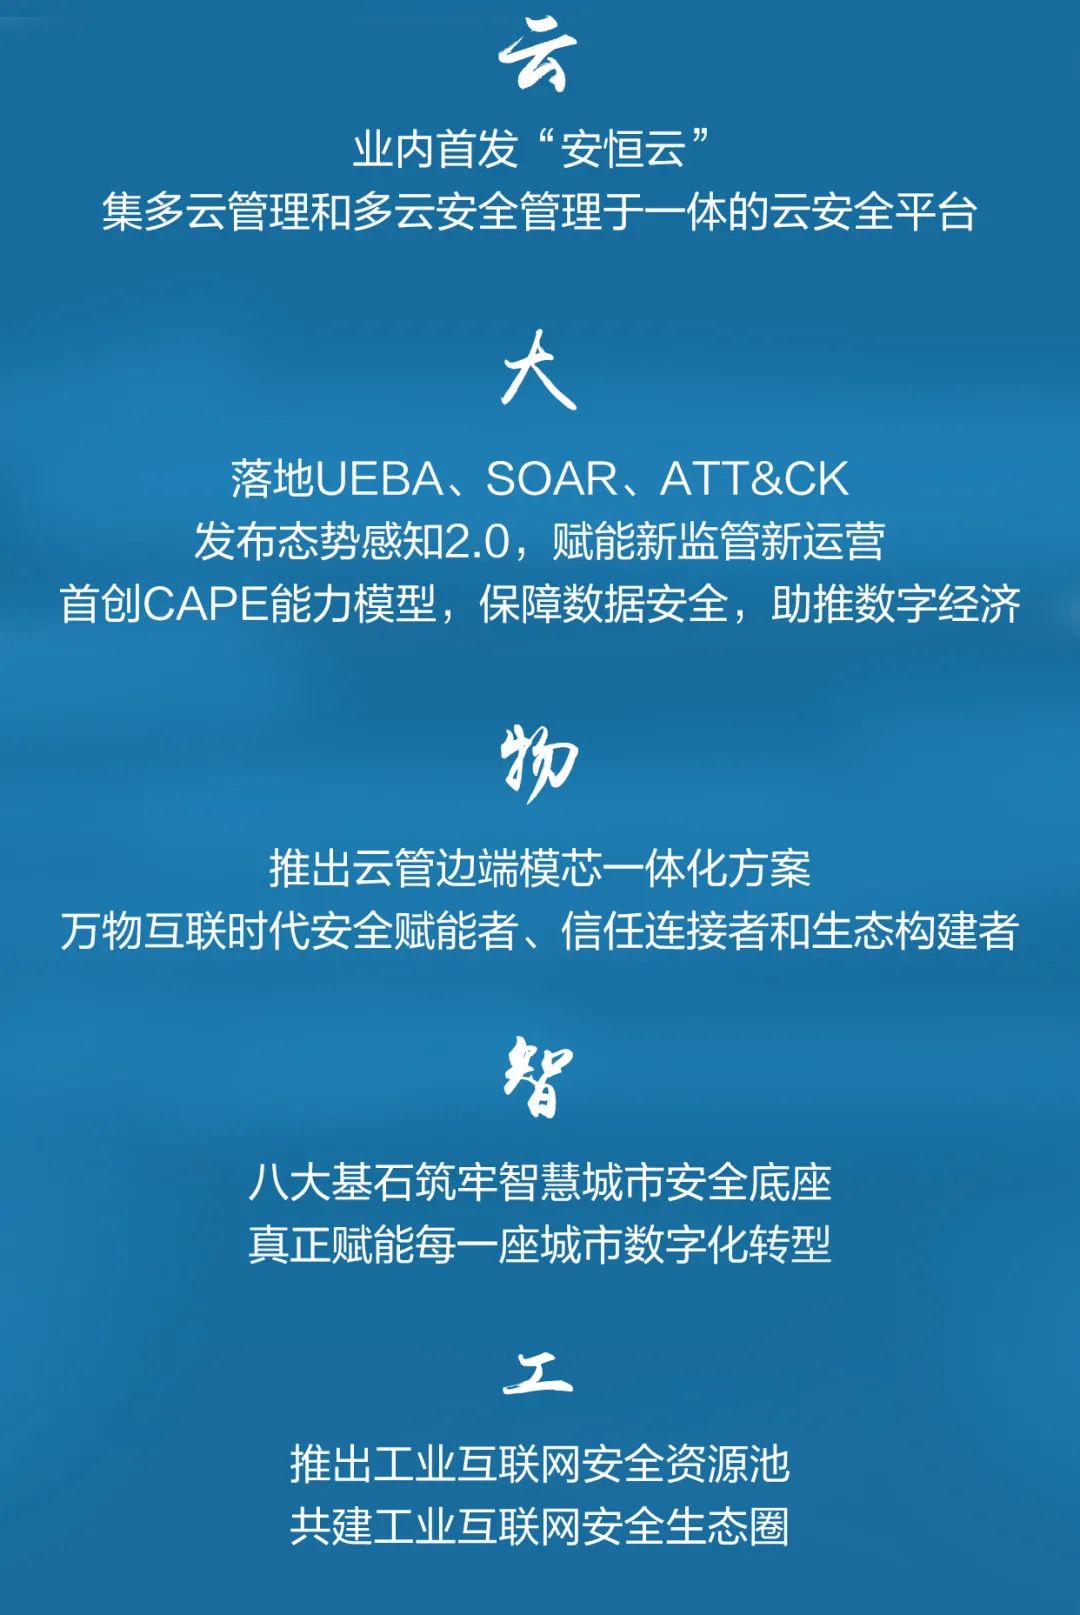 云
业内首发“安恒云”
集多云管理和多云安全管理于一体的云安全平台
大
落地UEBA、SOAR、ATT&CK
发布态势感知2.0，赋能新监管新运营
首创CAPE能力模型，保障数据安全，助推数字经济
物
推出云管边端模芯一体化方案
万物互联时代安全赋能者、信任连接者和生态构建者
智
八大基石筑牢智慧城市安全底座
真正赋能每一座城市数字化转型
工
推出工业互联网安全资源池
共建工业互联网安全生态圈